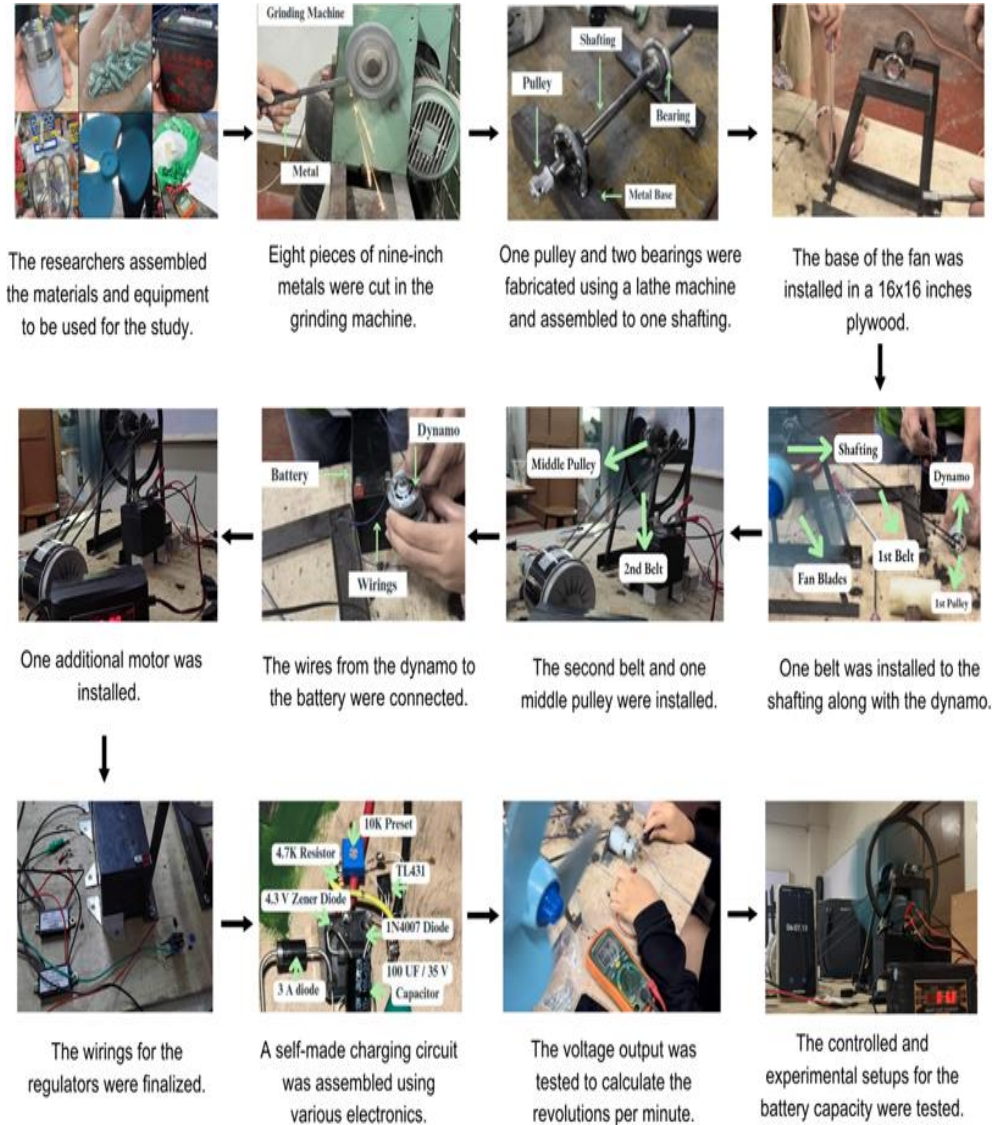 Grinding Machine
Metal
Shafting
Pulley
Bearing
Metal Base
The researchers assembled
the materials and equipment
to be used for the study.
Eight pieces of nine-inch
metals were cut in the
grinding machine.
One pulley and two bearings were
fabricated using a lathe machine
and assembled to one shafting.
The base of the fan was
installed in a 16x16 inches
plywood.
Shafting
Dynamo
1st Belt
Fan Blades
1st Pulley
One belt was installed to the
shafting along with the dynamo.
Middle Pulley
2nd Belt
The second belt and one
middle pulley were installed.
Dynamo
Battery
Wirings
The wires from the dynamo to
the battery were connected.
One additional motor was
installed.
The wirings for the
regulators were finalized.
10K Preset
4.7K Resistor
TL431
4.3 V Zener Diode
1N4007 Diode
3 A diode
100 UF / 35 V
Capacitor
A self-made charging circuit
was assembled using
various electronics.
The voltage output was
tested to calculate the
revolutions per minute.
The controlled and
experimental setups for the
battery capacity were tested.